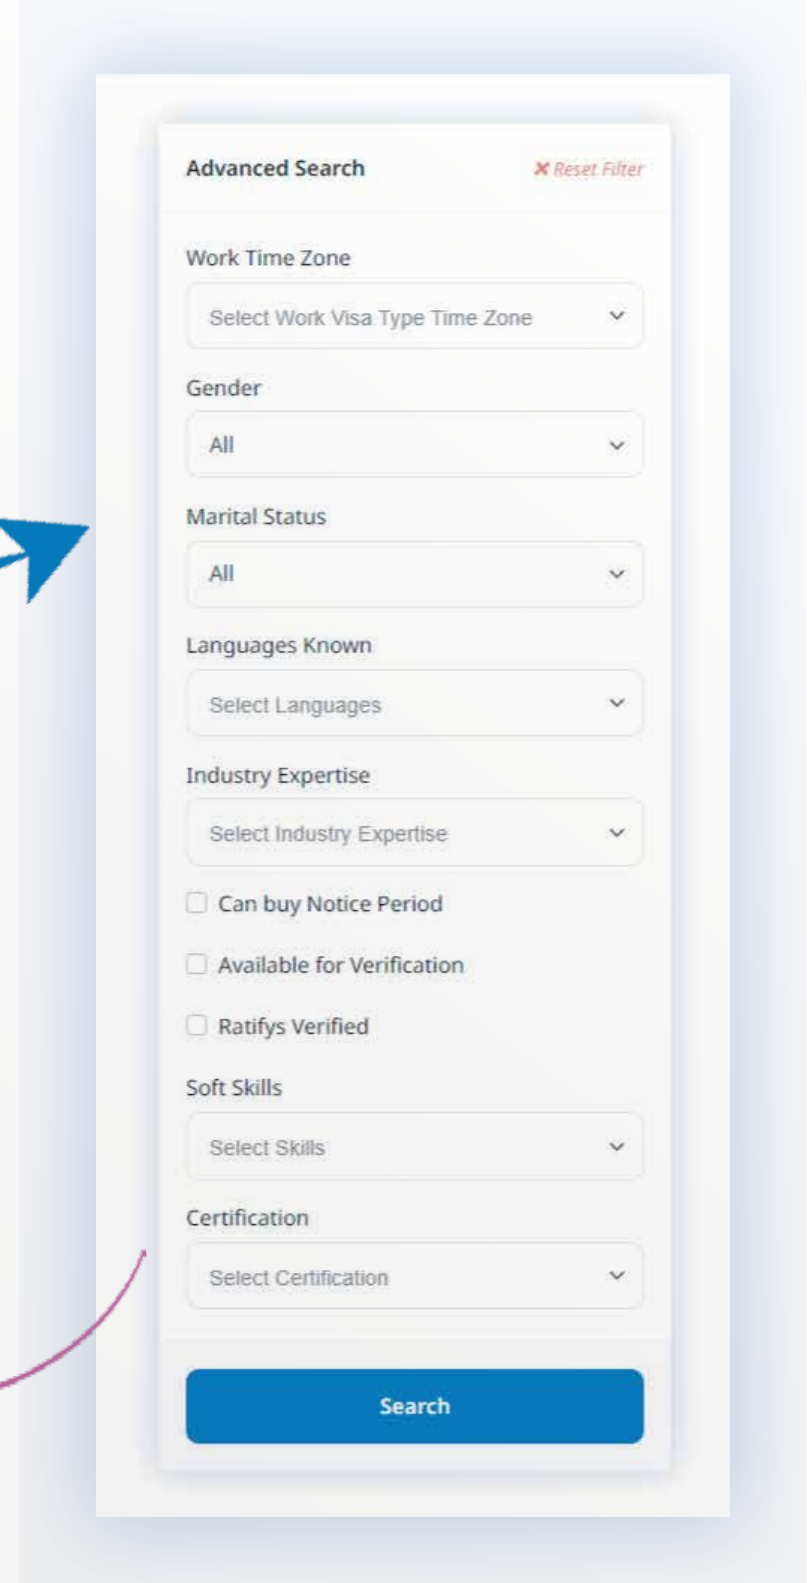 Advanced Search
✖ Reset Filter
Work Time Zone
Select Work Visa Type Time Zone
Gender
All
Marital Status
All
Languages Known
Select Languages
Industry Expertise
Select Industry Expertise
Can buy Notice Period
Available for Verification
Ratifys Verified
Soft Skills
Select Skills
Certification
Select Certification
Search